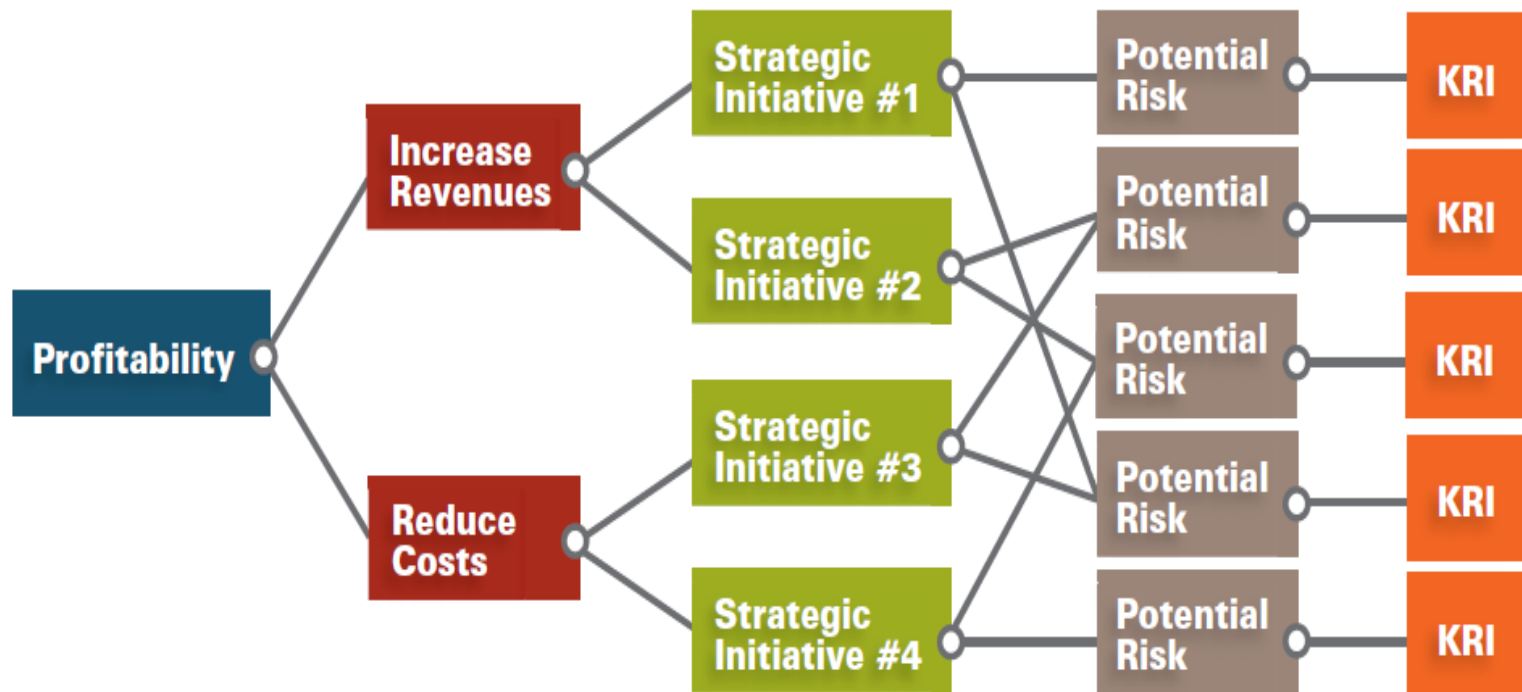 Profitability
Increase
Revenues
Reduce
Costs
Strategic
Initiative #1
Strategic
Initiative #2
Strategic
Initiative #3
Strategic
Initiative #4
Potential
Risk
Potential
Risk
Potential
Risk
Potential
Risk
Potential
Risk
KRI
KRI
KRI
KRI
KRI